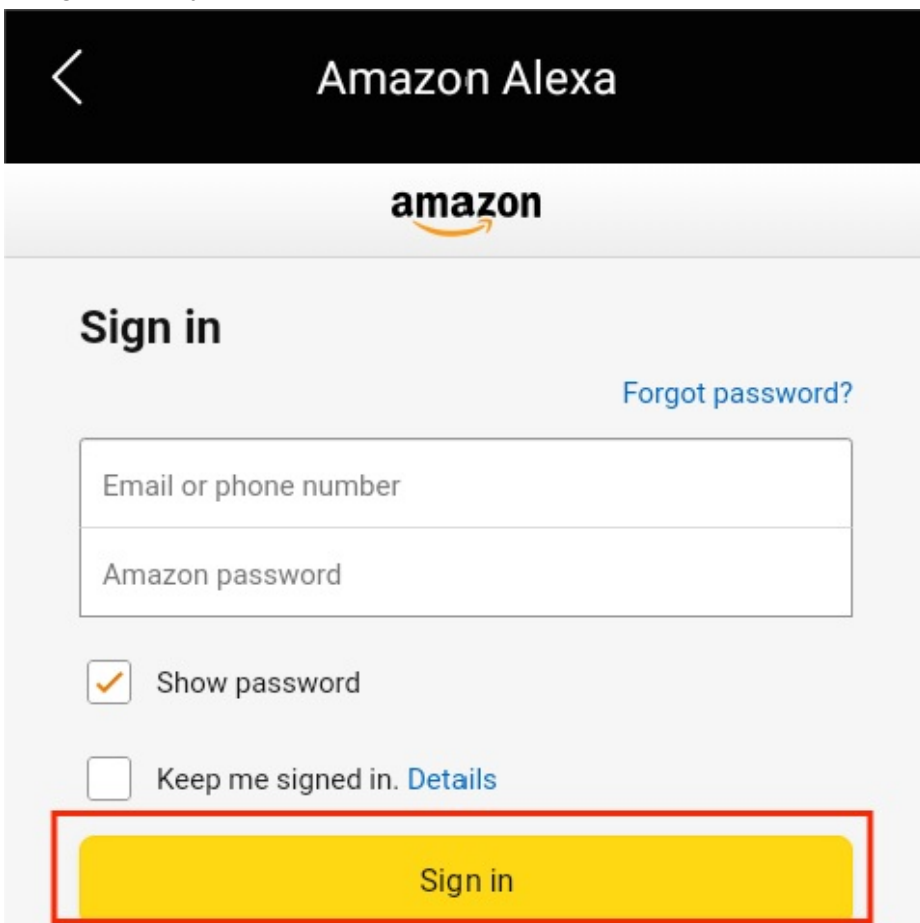 Amazon Alexa
amazon
Sign in
Forgot password?
Email or phone number
Amazon password
Show password
Keep me signed in. Details
Sign in